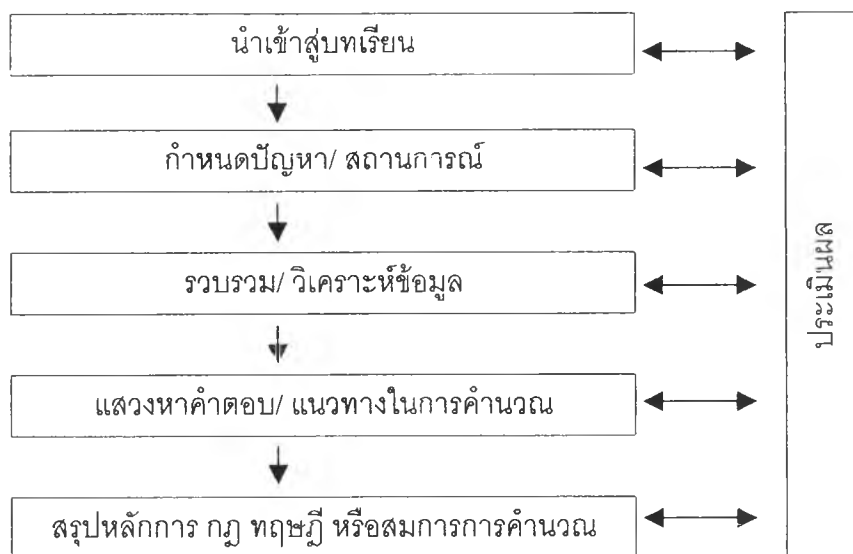 นำเข้าสู่บทเรียน
กำหนดปัญหา/ สถานการณ์
รวบรวม/ วิเคราะห์ข้อมูล
แสวงหาคำตอบ/ แนวทางในการคำนวณ
สรุปหลักการ กฎ ทฤษฎี หรือสมการการคำนวณ
ประเมินผล